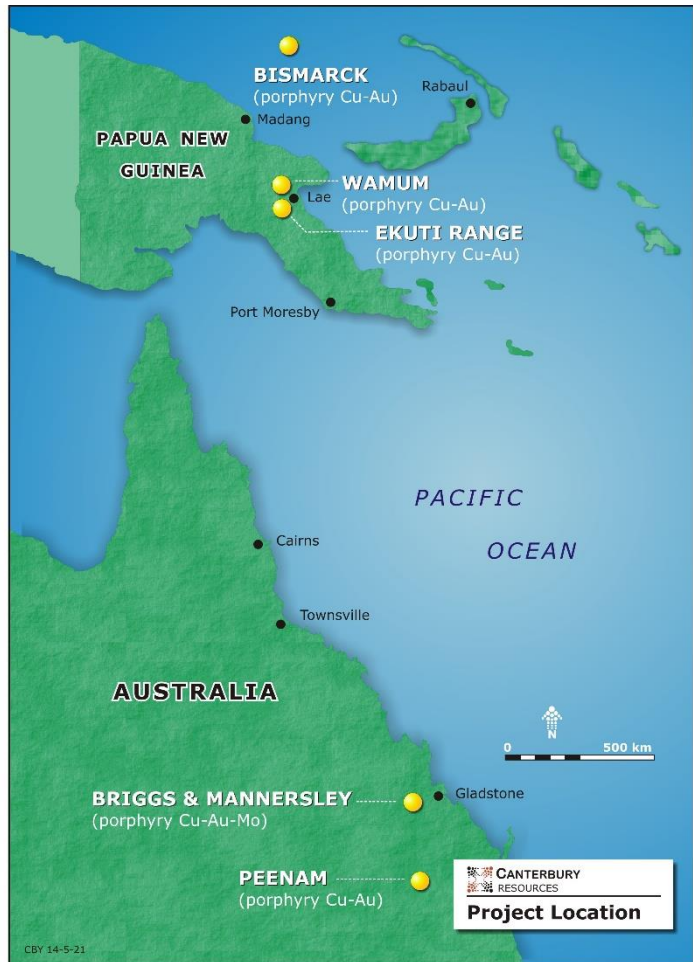 BISMARCK
(porphyry Cu-Au)
Rabaul
Madang
PAPUA NEW
GUINEA
WAMUM
(porphyry Cu-Au)
Lae
EKUTI RANGE
(porphyry Cu-Au)
Port Moresby
PACIFIC
OCEAN
Cairns
Townsville
AUSTRALIA
N
0 500 km
BRIGGS & MANNERSLEY
(porphyry Cu-Au-Mo)
Gladstone
PEENAM
(porphyry Cu-Au)
CANTERBURY
RESOURCES
Project Location
CBY 14-5-21